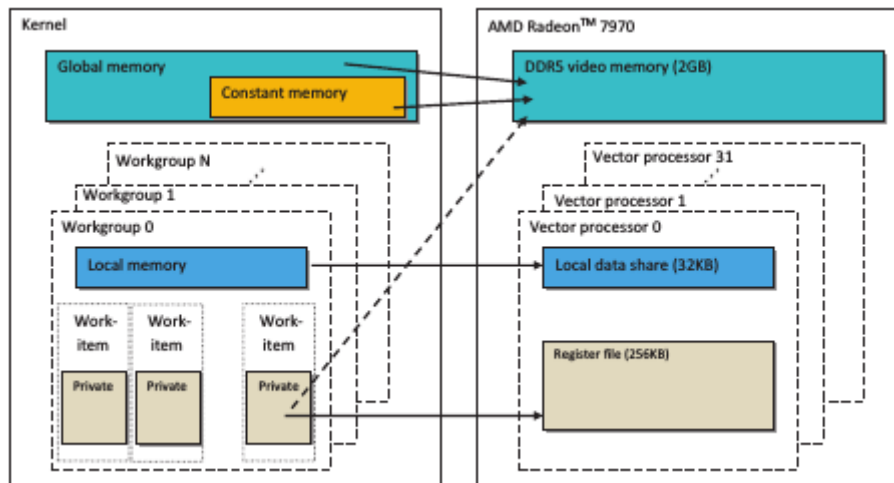 Kernel
Global memory
Constant memory
Workgroup N
Workgroup 1
Workgroup 0
Local memory
Work-
item
Work-
item
Work-
item
Private
Private
Private
AMD Radeon™ 7970
DDR5 video memory (2GB)
Vector processor 31
Vector processor 1
Vector processor 0
Local data share (32KB)
Register file (256KB)